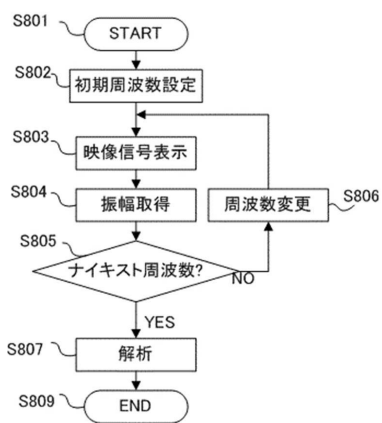 S801
START
S802
初期周波数設定
S803
映像信号表示
S804
振幅取得
周波数変更
S806
S805
ナイキスト周波数?
NO
YES
S807
解析
S809
END